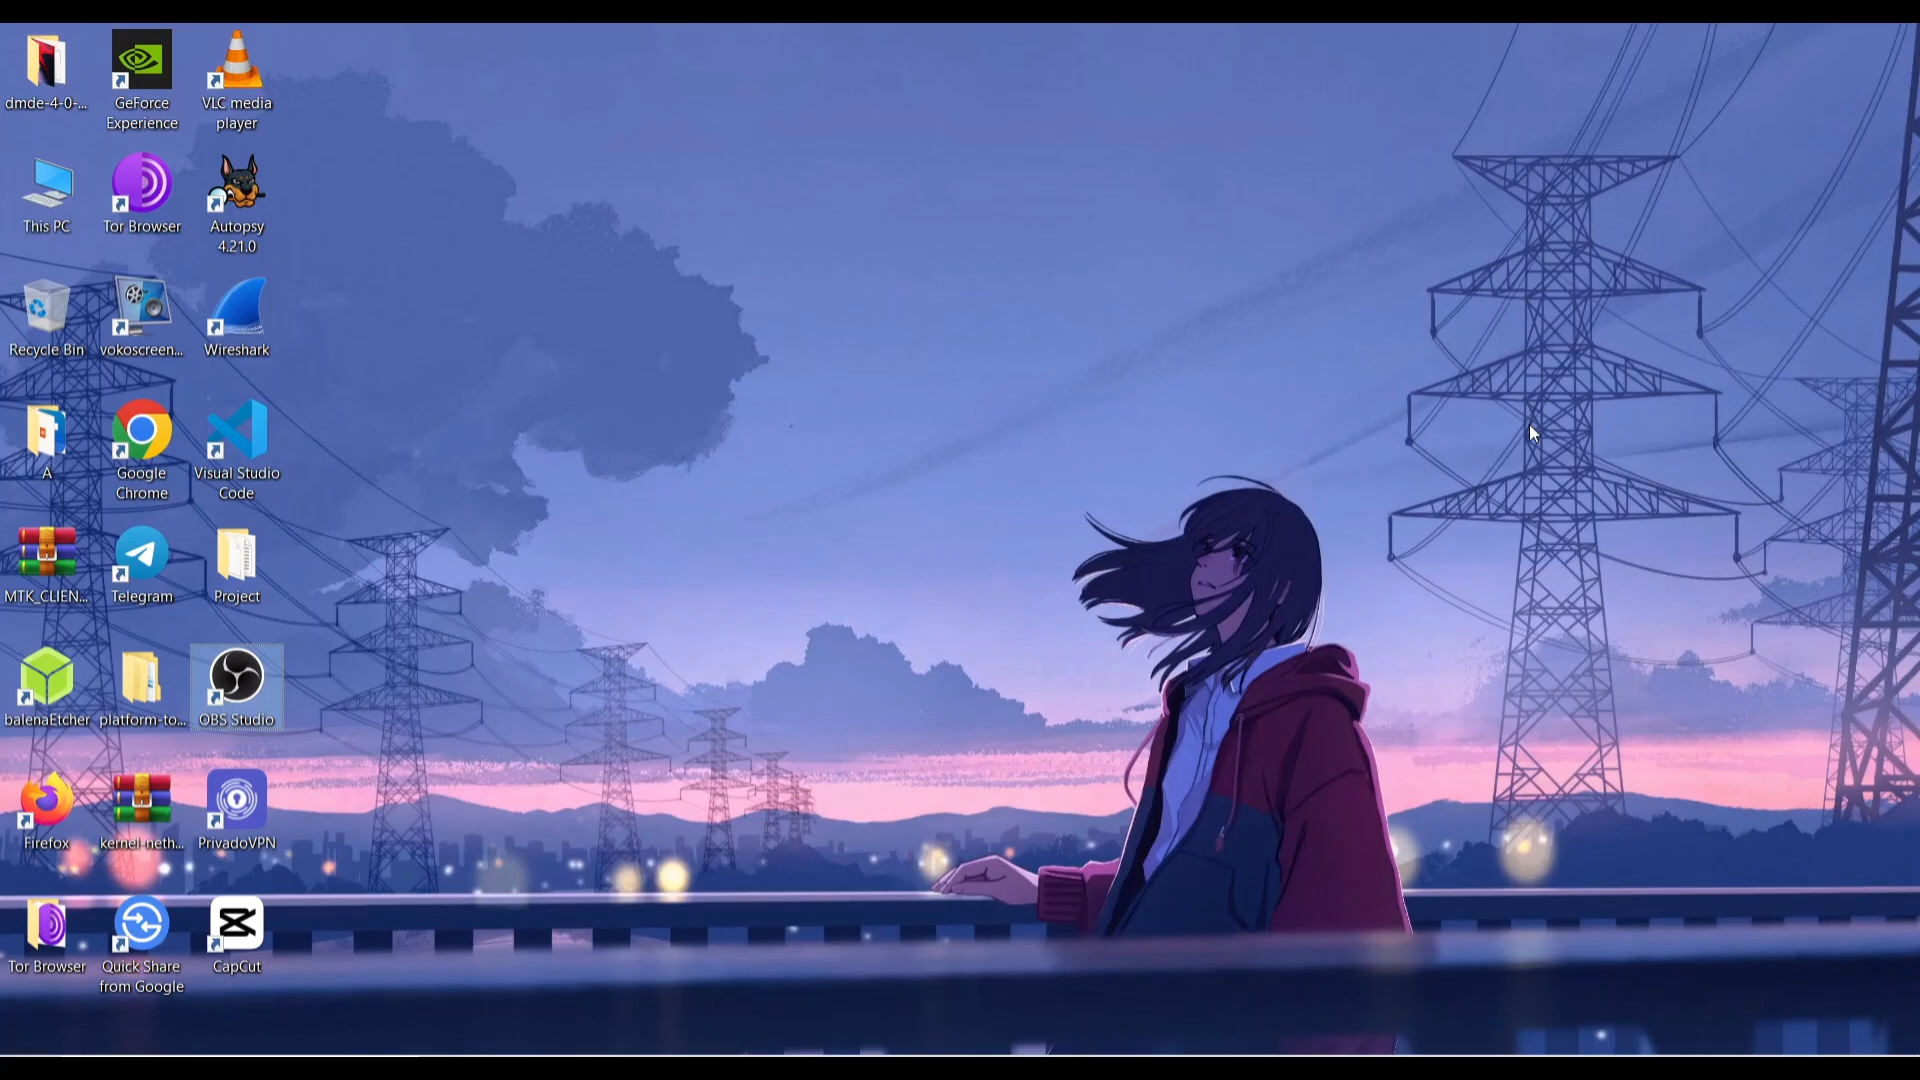 dmde-4-0-...
GeForce
Experience
VLC media
player
This PC
Tor Browser
Autopsy
4.21.0
Recycle Bin
vokoscreen...
Wireshark
A
Google
Chrome
Visual Studio
Code
MTK_CLIEN...
Telegram
Project
balenaEtcher
platform-to...
OBS Studio
Firefox
kernel-neth...
PrivadoVPN
Tor Browser
Quick Share
from Google
CapCut